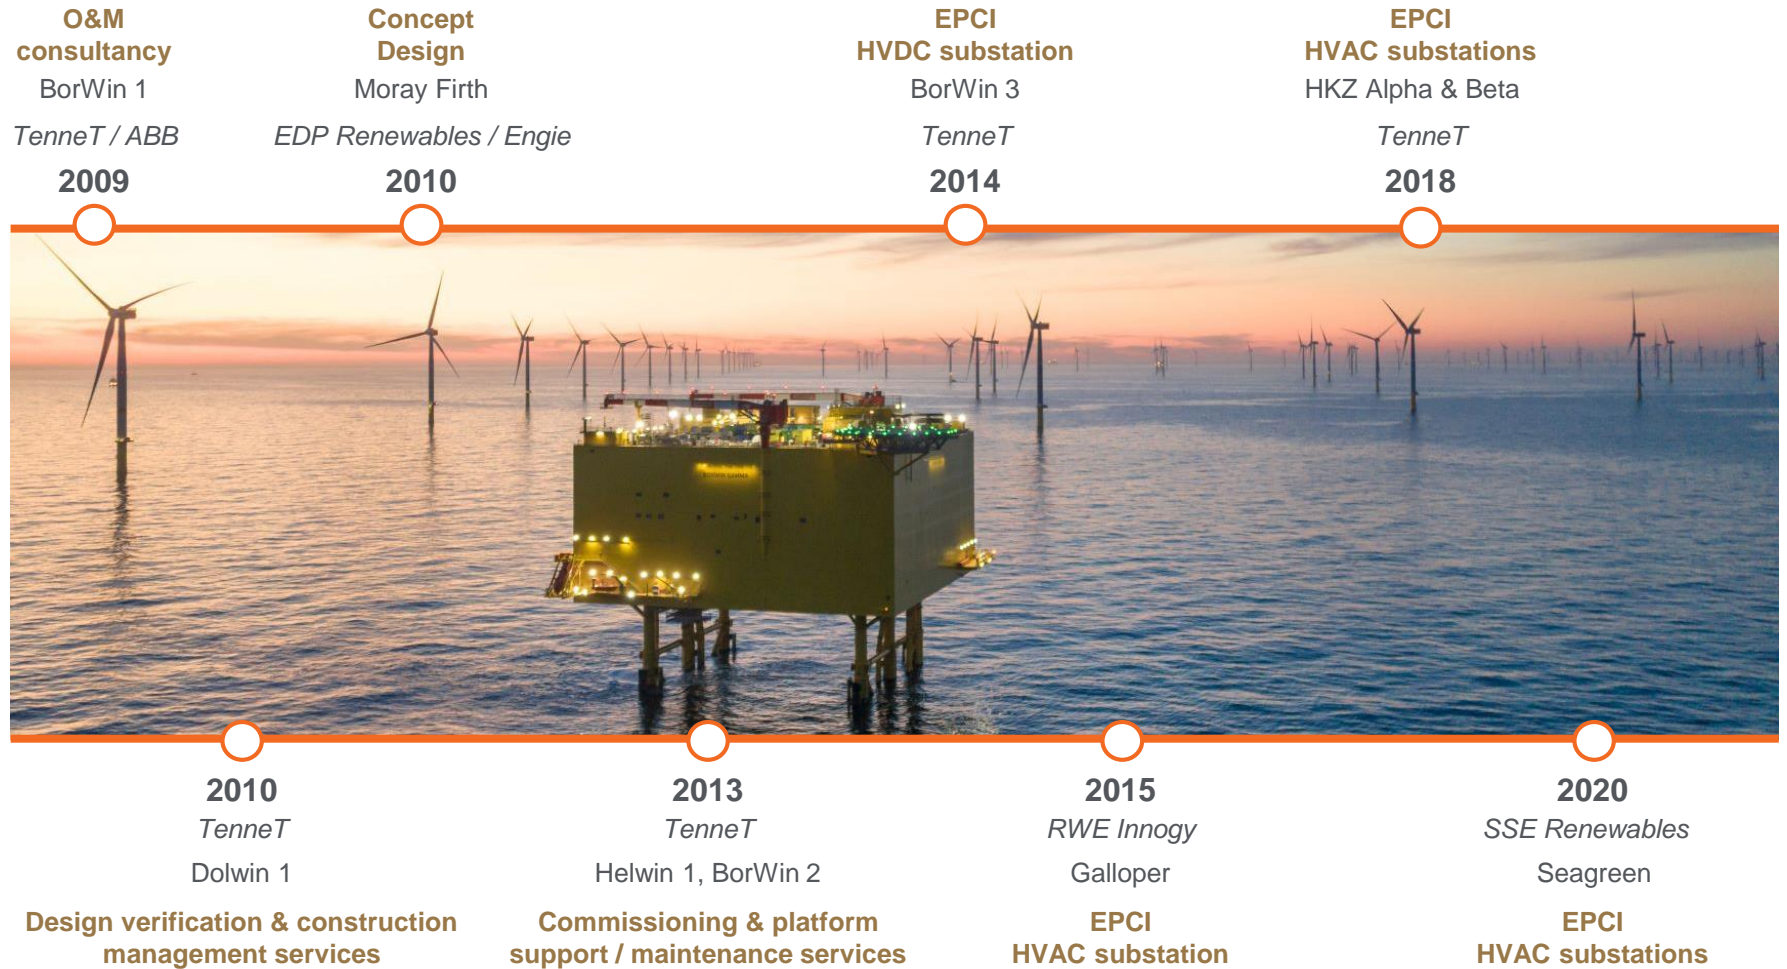 O&M
consultancy
BorWin 1
TenneT / ABB
2009
Concept
Design
Moray Firth
EDP Renewables / Engie
2010
EPCI
HVDC substation
BorWin 3
TenneT
2014
EPCI
HVAC substations
HKZ Alpha & Beta
TenneT
2018
2010
TenneT
Dolwin 1
Design verification & construction
management services
2013
TenneT
Helwin 1, BorWin 2
Commissioning & platform
support / maintenance services
2015
RWE Innogy
Galloper
EPCI
HVAC substation
2020
SSE Renewables
Seagreen
EPCI
HVAC substations